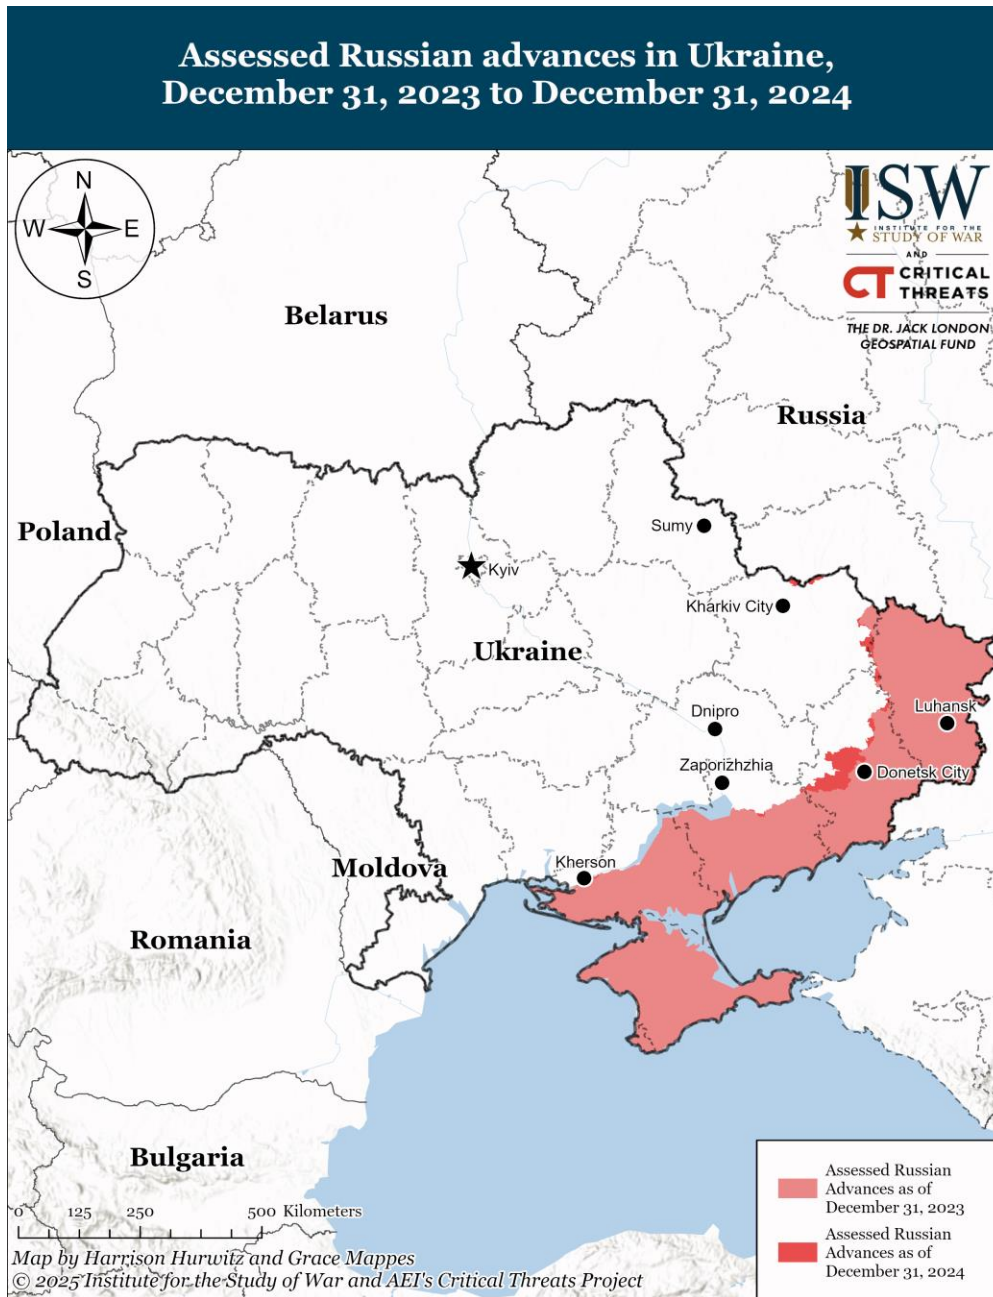 Assessed Russian advances in Ukraine,
December 31, 2023 to December 31, 2024
N
W E
S
ISW
INSTITUTE FOR THE
STUDY OF WAR
AND
CT CRITICAL
THREATS
THE DR. JACK LONDON
GEOSPATIAL FUND
Belarus
Russia
Poland
Sumy
Kyiv
Kharkiv City
Ukraine
Luhansk
Dnipro
Zaporizhzhia
Donetsk City
Kherson
Moldova
Romania
Bulgaria
Assessed Russian
Advances as of
December 31, 2023
Assessed Russian
Advances as of
December 31, 2024
0 125 250 500 Kilometers
Map by Harrison Hurwitz and Grace Mappes
© 2025 Institute for the Study of War and AEI's Critical Threats Project